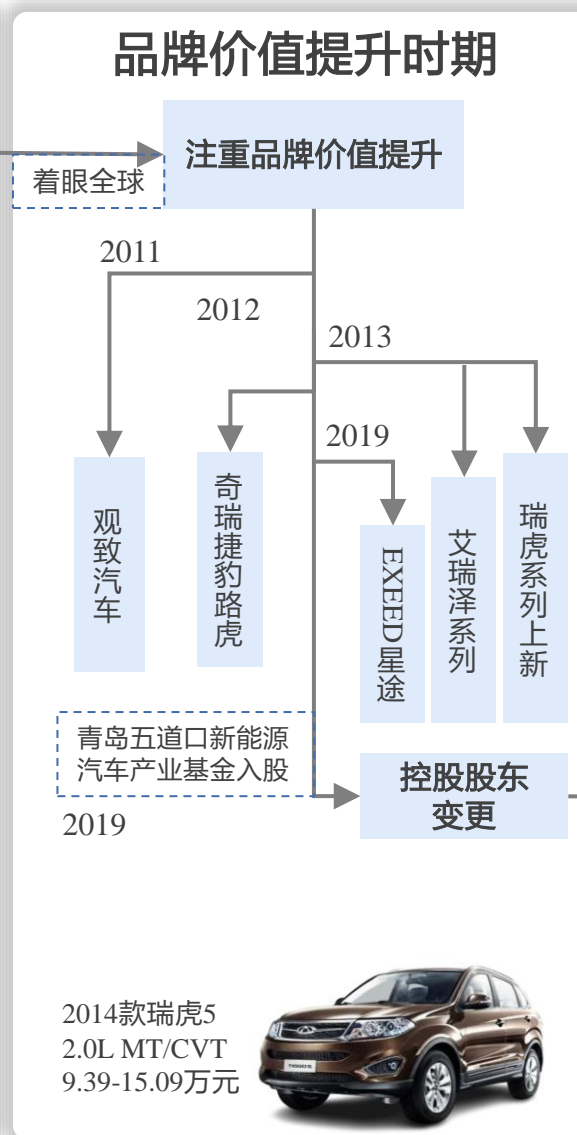 品牌价值提升时期
注重品牌价值提升
着眼全球
2011
2012
2013
2019
观致汽车
奇瑞捷豹路虎
EXEED星途
艾瑞泽系列
瑞虎系列上新
青岛五道口新能源
汽车产业基金入股
2019
控股股东
变更
2014款瑞虎5
2.0L MT/CVT
9.39-15.09万元
TIGGO5